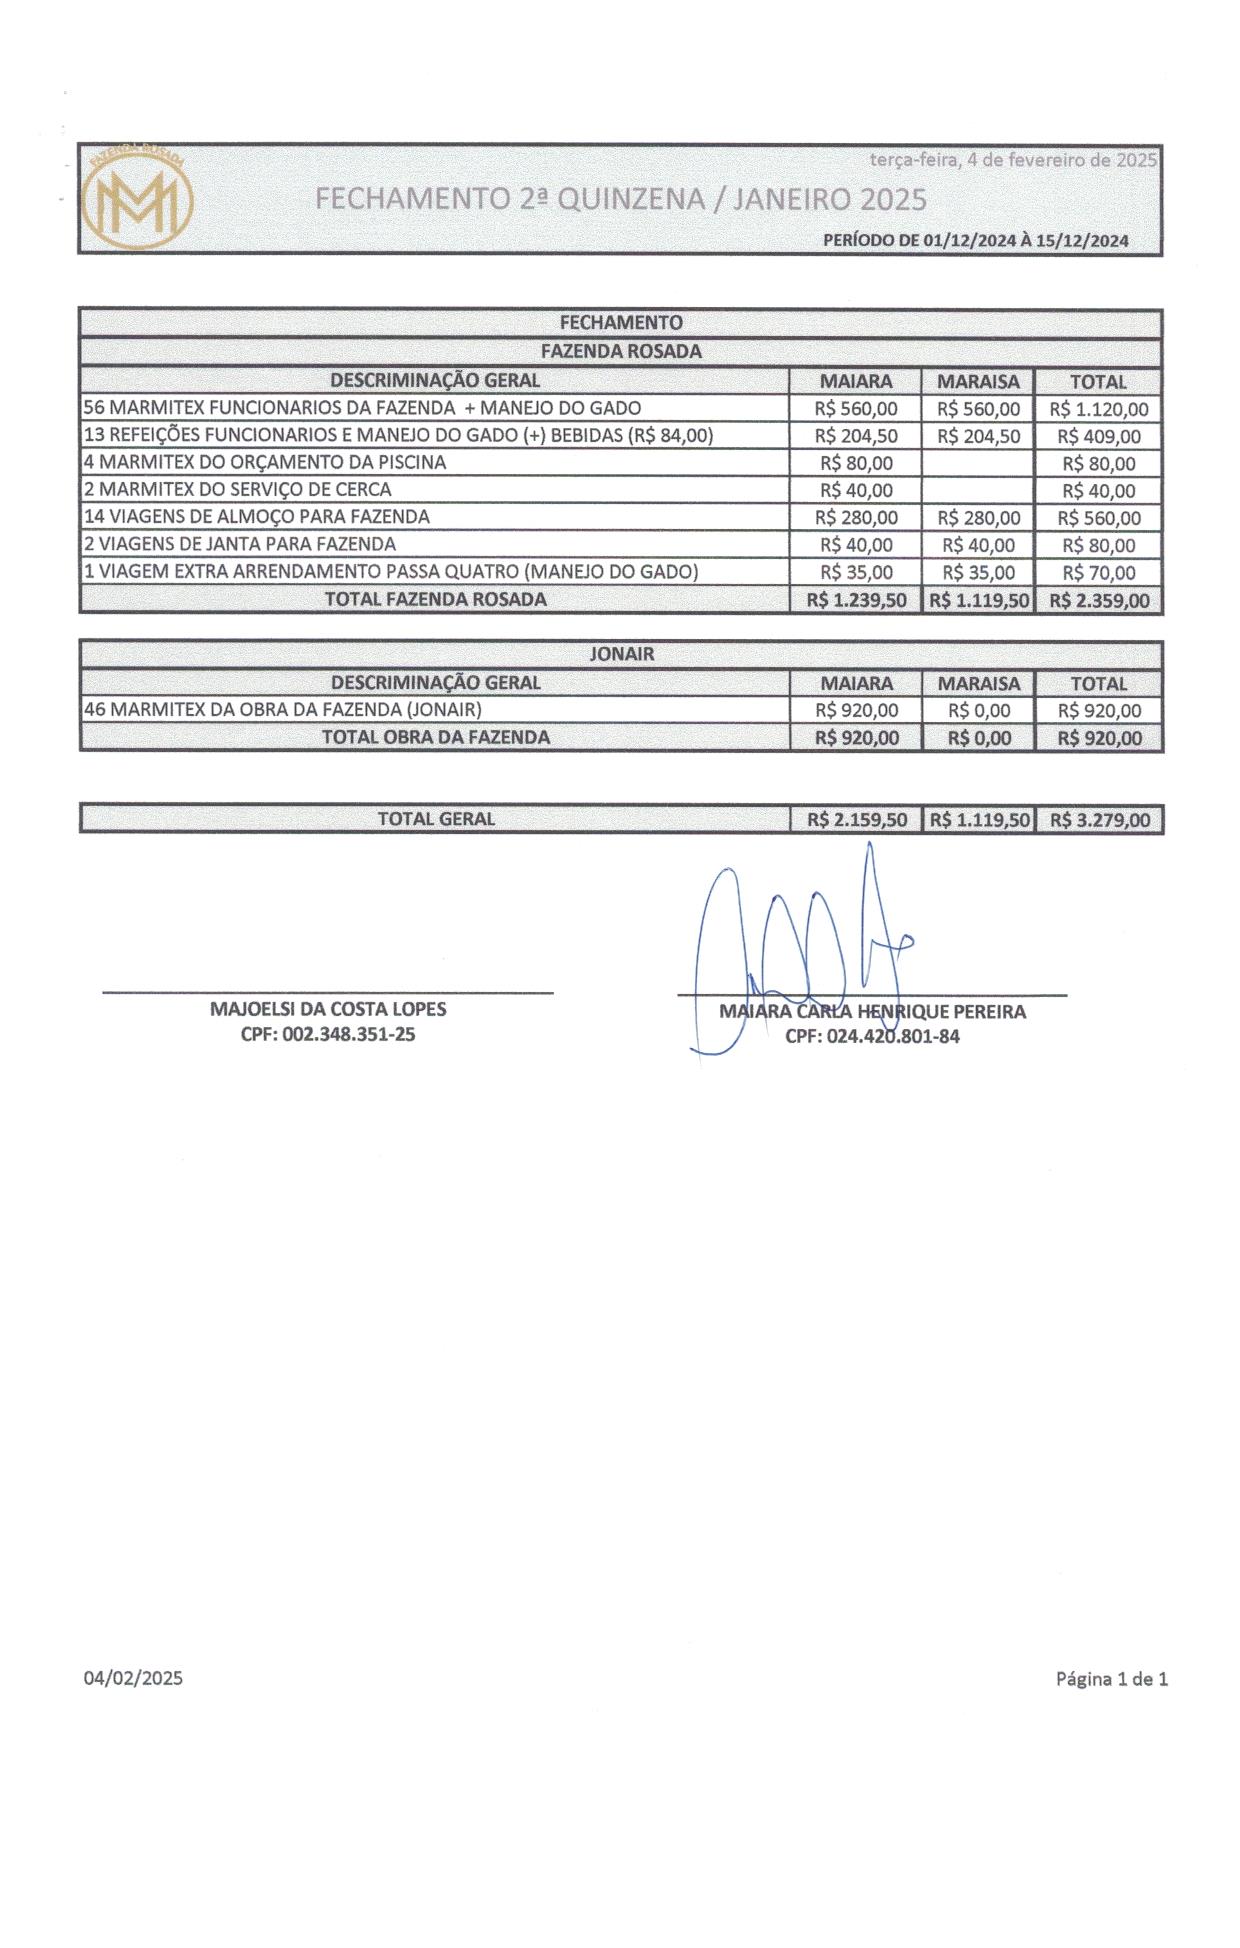 FAZENDA ROSADA
terça-feira, 4 de fevereiro de 2025
FECHAMENTO 2ª QUINZENA / JANEIRO 2025
PERÍODO DE 01/12/2024 À 15/12/2024
FECHAMENTO
FAZENDA ROSADA
DESCRIMINAÇÃO GERAL MAIARA MARAISA TOTAL
56 MARMITEX FUNCIONARIOS DA FAZENDA + MANEJO DO GADO R$ 560,00 R$ 560,00 R$ 1.120,00
13 REFEIÇÕES FUNCIONARIOS E MANEJO DO GADO (+) BEBIDAS (R$ 84,00) R$ 204,50 R$ 204,50 R$ 409,00
4 MARMITEX DO ORÇAMENTO DA PISCINA R$ 80,00 R$ 80,00
2 MARMITEX DO SERVIÇO DE CERCA R$ 40,00 R$ 40,00
14 VIAGENS DE ALMOÇO PARA FAZENDA R$ 280,00 R$ 280,00 R$ 560,00
2 VIAGENS DE JANTA PARA FAZENDA R$ 40,00 R$ 40,00 R$ 80,00
1 VIAGEM EXTRA ARRENDAMENTO PASSA QUATRO (MANEJO DO GADO) R$ 35,00 R$ 35,00 R$ 70,00
TOTAL FAZENDA ROSADA R$ 1.239,50 R$ 1.119,50 R$ 2.359,00
JONAIR
DESCRIMINAÇÃO GERAL MAIARA MARAISA TOTAL
46 MARMITEX DA OBRA DA FAZENDA (JONAIR) R$ 920,00 R$ 0,00 R$ 920,00
TOTAL OBRA DA FAZENDA R$ 920,00 R$ 0,00 R$ 920,00
TOTAL GERAL R$ 2.159,50 R$ 1.119,50 R$ 3.279,00
MAJOELSI DA COSTA LOPES MAIARA CARLA HENRIQUE PEREIRA
CPF: 002.348.351-25 CPF: 024.420.801-84
04/02/2025 Página 1 de 1